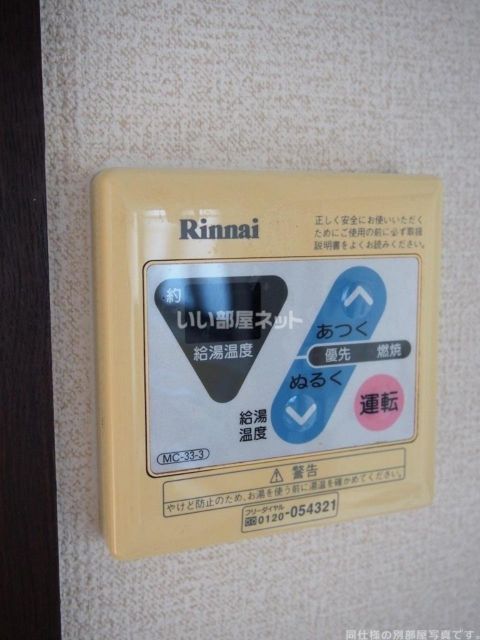 Rinnai
正しく安全にお使いいただく
ためにご使用の前に必ず取扱
説明書をよくお読みください。
約
いい部屋ネット
給湯温度
あつく
優先 燃焼
ぬるく
給湯
温度
運転
MC-33-3
⚠警告
やけど防止のため、お湯を使う前に湯温を確かめてください。
フリーダイヤル
0120-054321
同仕様の別部屋写真です。